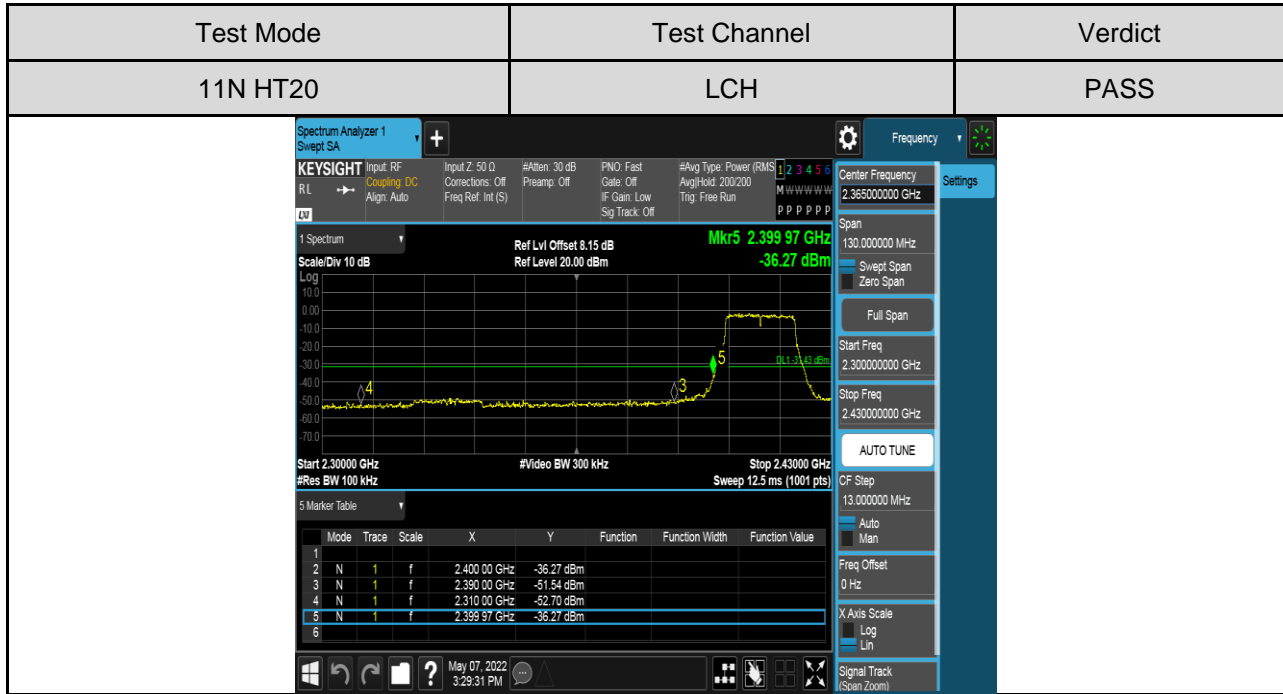 Test Mode Test Channel Verdict
11N HT20 LCH PASS
Spectrum Analyzer 1
Swept SA
+
Frequency
KEYSIGHT Input: RF Input Z: 50 Ω #Atten: 30 dB PNO: Fast #Avg Type: Power (RMS 1 2 3 4 5 6
RL Coupling: DC Corrections: Off Preamp: Off Gate: Off Avg|Hold: 200/200 M W W W W W
Align: Auto Freq Ref: Int (S) IF Gain: Low Trig: Free Run
LXI Sig Track: Off P P P P P P
1 Spectrum
Ref Lvl Offset 8.15 dB Mkr5 2.399 97 GHz
Scale/Div 10 dB Ref Level 20.00 dBm -36.27 dBm
Log
10.0
0.00
-10.0
-20.0
-30.0
-40.0
-50.0
-60.0
-70.0
5
3
4
Start 2.30000 GHz #Video BW 300 kHz Stop 2.43000 GHz
#Res BW 100 kHz Sweep 12.5 ms (1001 pts)
5 Marker Table
Mode Trace Scale X Y Function Function Width Function Value
1
2 N 1 f 2.400 00 GHz -36.27 dBm
3 N 1 f 2.390 00 GHz -51.54 dBm
4 N 1 f 2.310 00 GHz -52.70 dBm
5 N 1 f 2.399 97 GHz -36.27 dBm
6
? May 07, 2022
3:29:31 PM
Center Frequency
2.365000000 GHz
Settings
Span
130.000000 MHz
Swept Span
Zero Span
Full Span
Start Freq
2.300000000 GHz
Stop Freq
2.430000000 GHz
AUTO TUNE
CF Step
13.000000 MHz
Auto
Man
Freq Offset
0 Hz
X Axis Scale
Log
Lin
Signal Track
(Span Zoom)